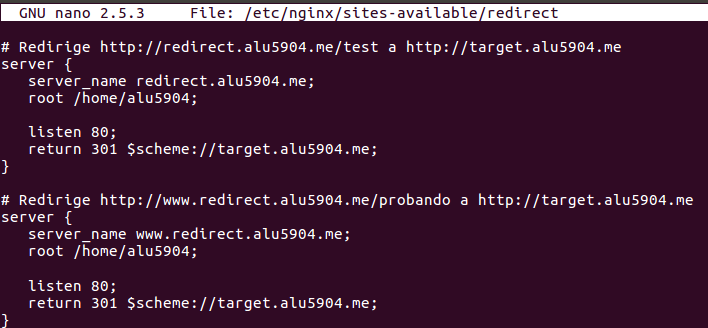 GNU nano 2.5.3 File: /etc/nginx/sites-available/redirect
# Redirige http://redirect.alu5904.me/test a http://target.alu5904.me
server {
server_name redirect.alu5904.me;
root /home/alu5904;
listen 80;
return 301 $scheme://target.alu5904.me;
}
# Redirige http://www.redirect.alu5904.me/probando a http://target.alu5904.me
server {
server_name www.redirect.alu5904.me;
root /home/alu5904;
listen 80;
return 301 $scheme://target.alu5904.me;
}